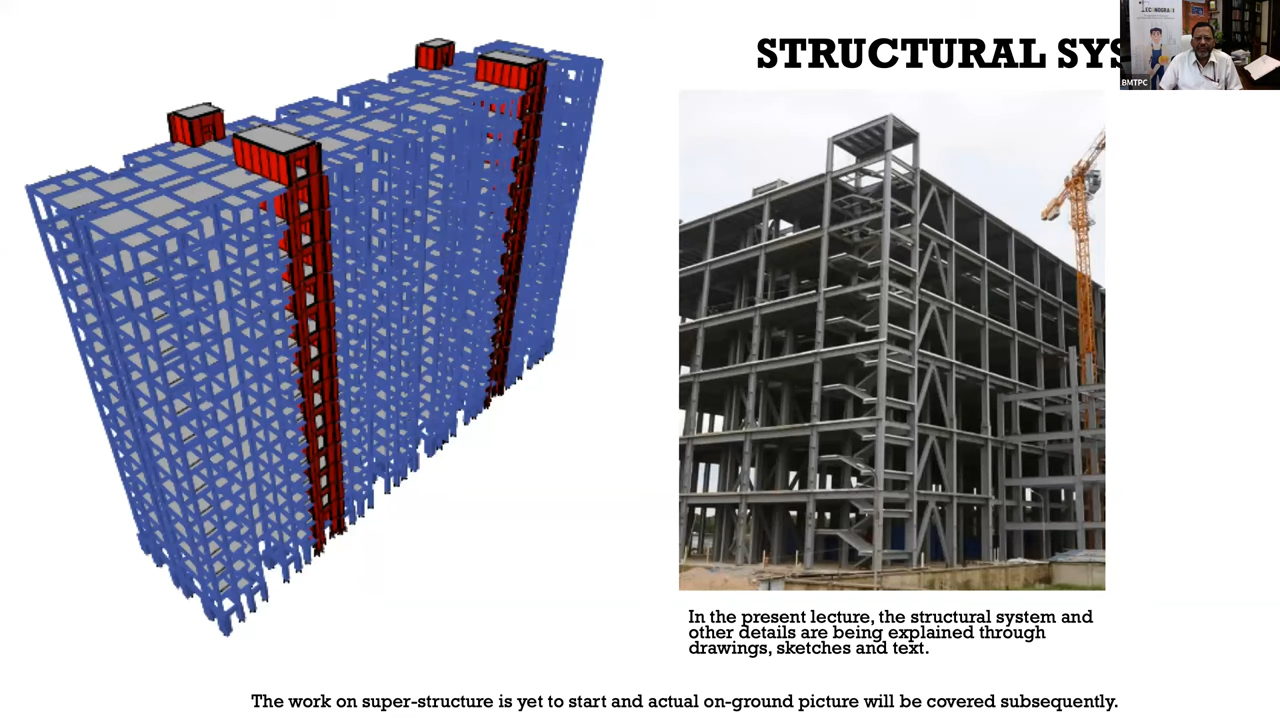 STRUCTURAL SYS
BMTPC
In the present lecture, the structural system and
other details are being explained through
drawings, sketches and text.
The work on super-structure is yet to start and actual on-ground picture will be covered subsequently.